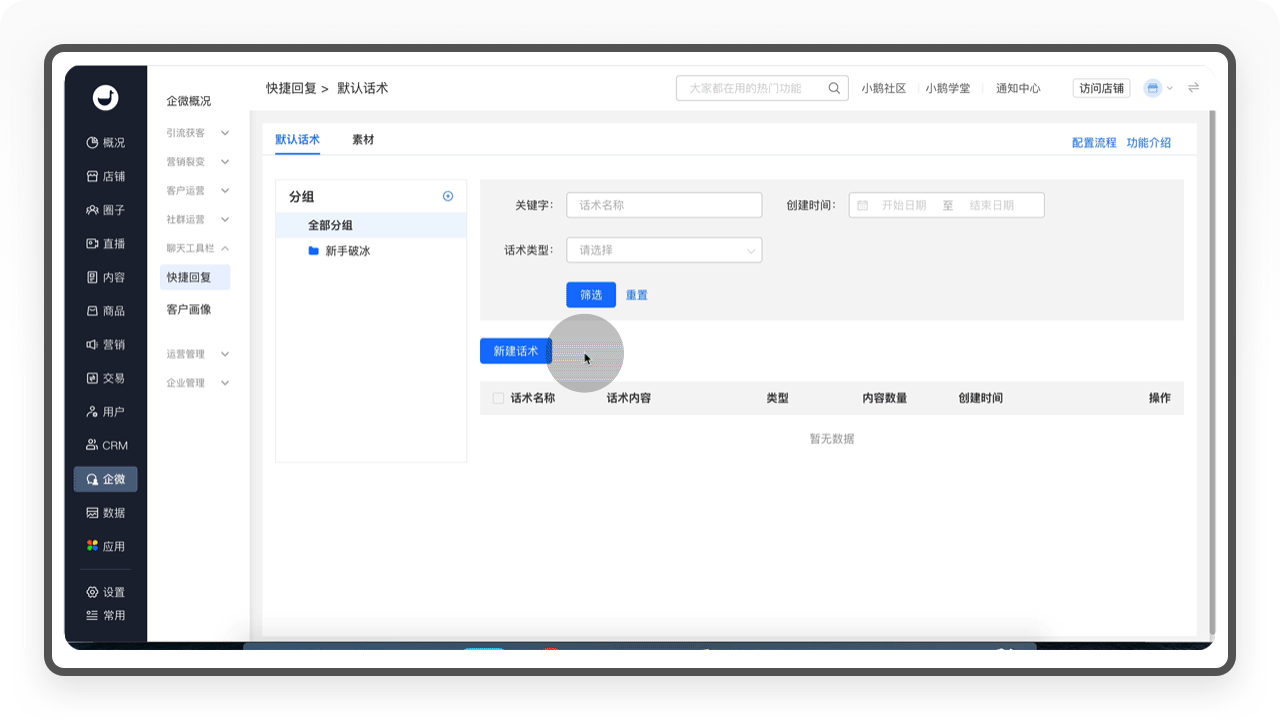 快捷回复 > 默认话术
大家都在用的热门功能
小鹅社区
小鹅学堂
通知中心
访问店铺
概况
店铺
圈子
直播
内容
商品
营销
交易
用户
CRM
企微
数据
应用
设置
常用
企微概况
引流获客
营销裂变
客户运营
社群运营
聊天工具栏
快捷回复
客户画像
运营管理
企业管理
默认话术 素材
配置流程 功能介绍
分组
全部分组
新手破冰
关键字: 话术名称 创建时间: 开始日期 至 结束日期
话术类型: 请选择
筛选 重置
新建话术
话术名称 话术内容 类型 内容数量 创建时间 操作
暂无数据